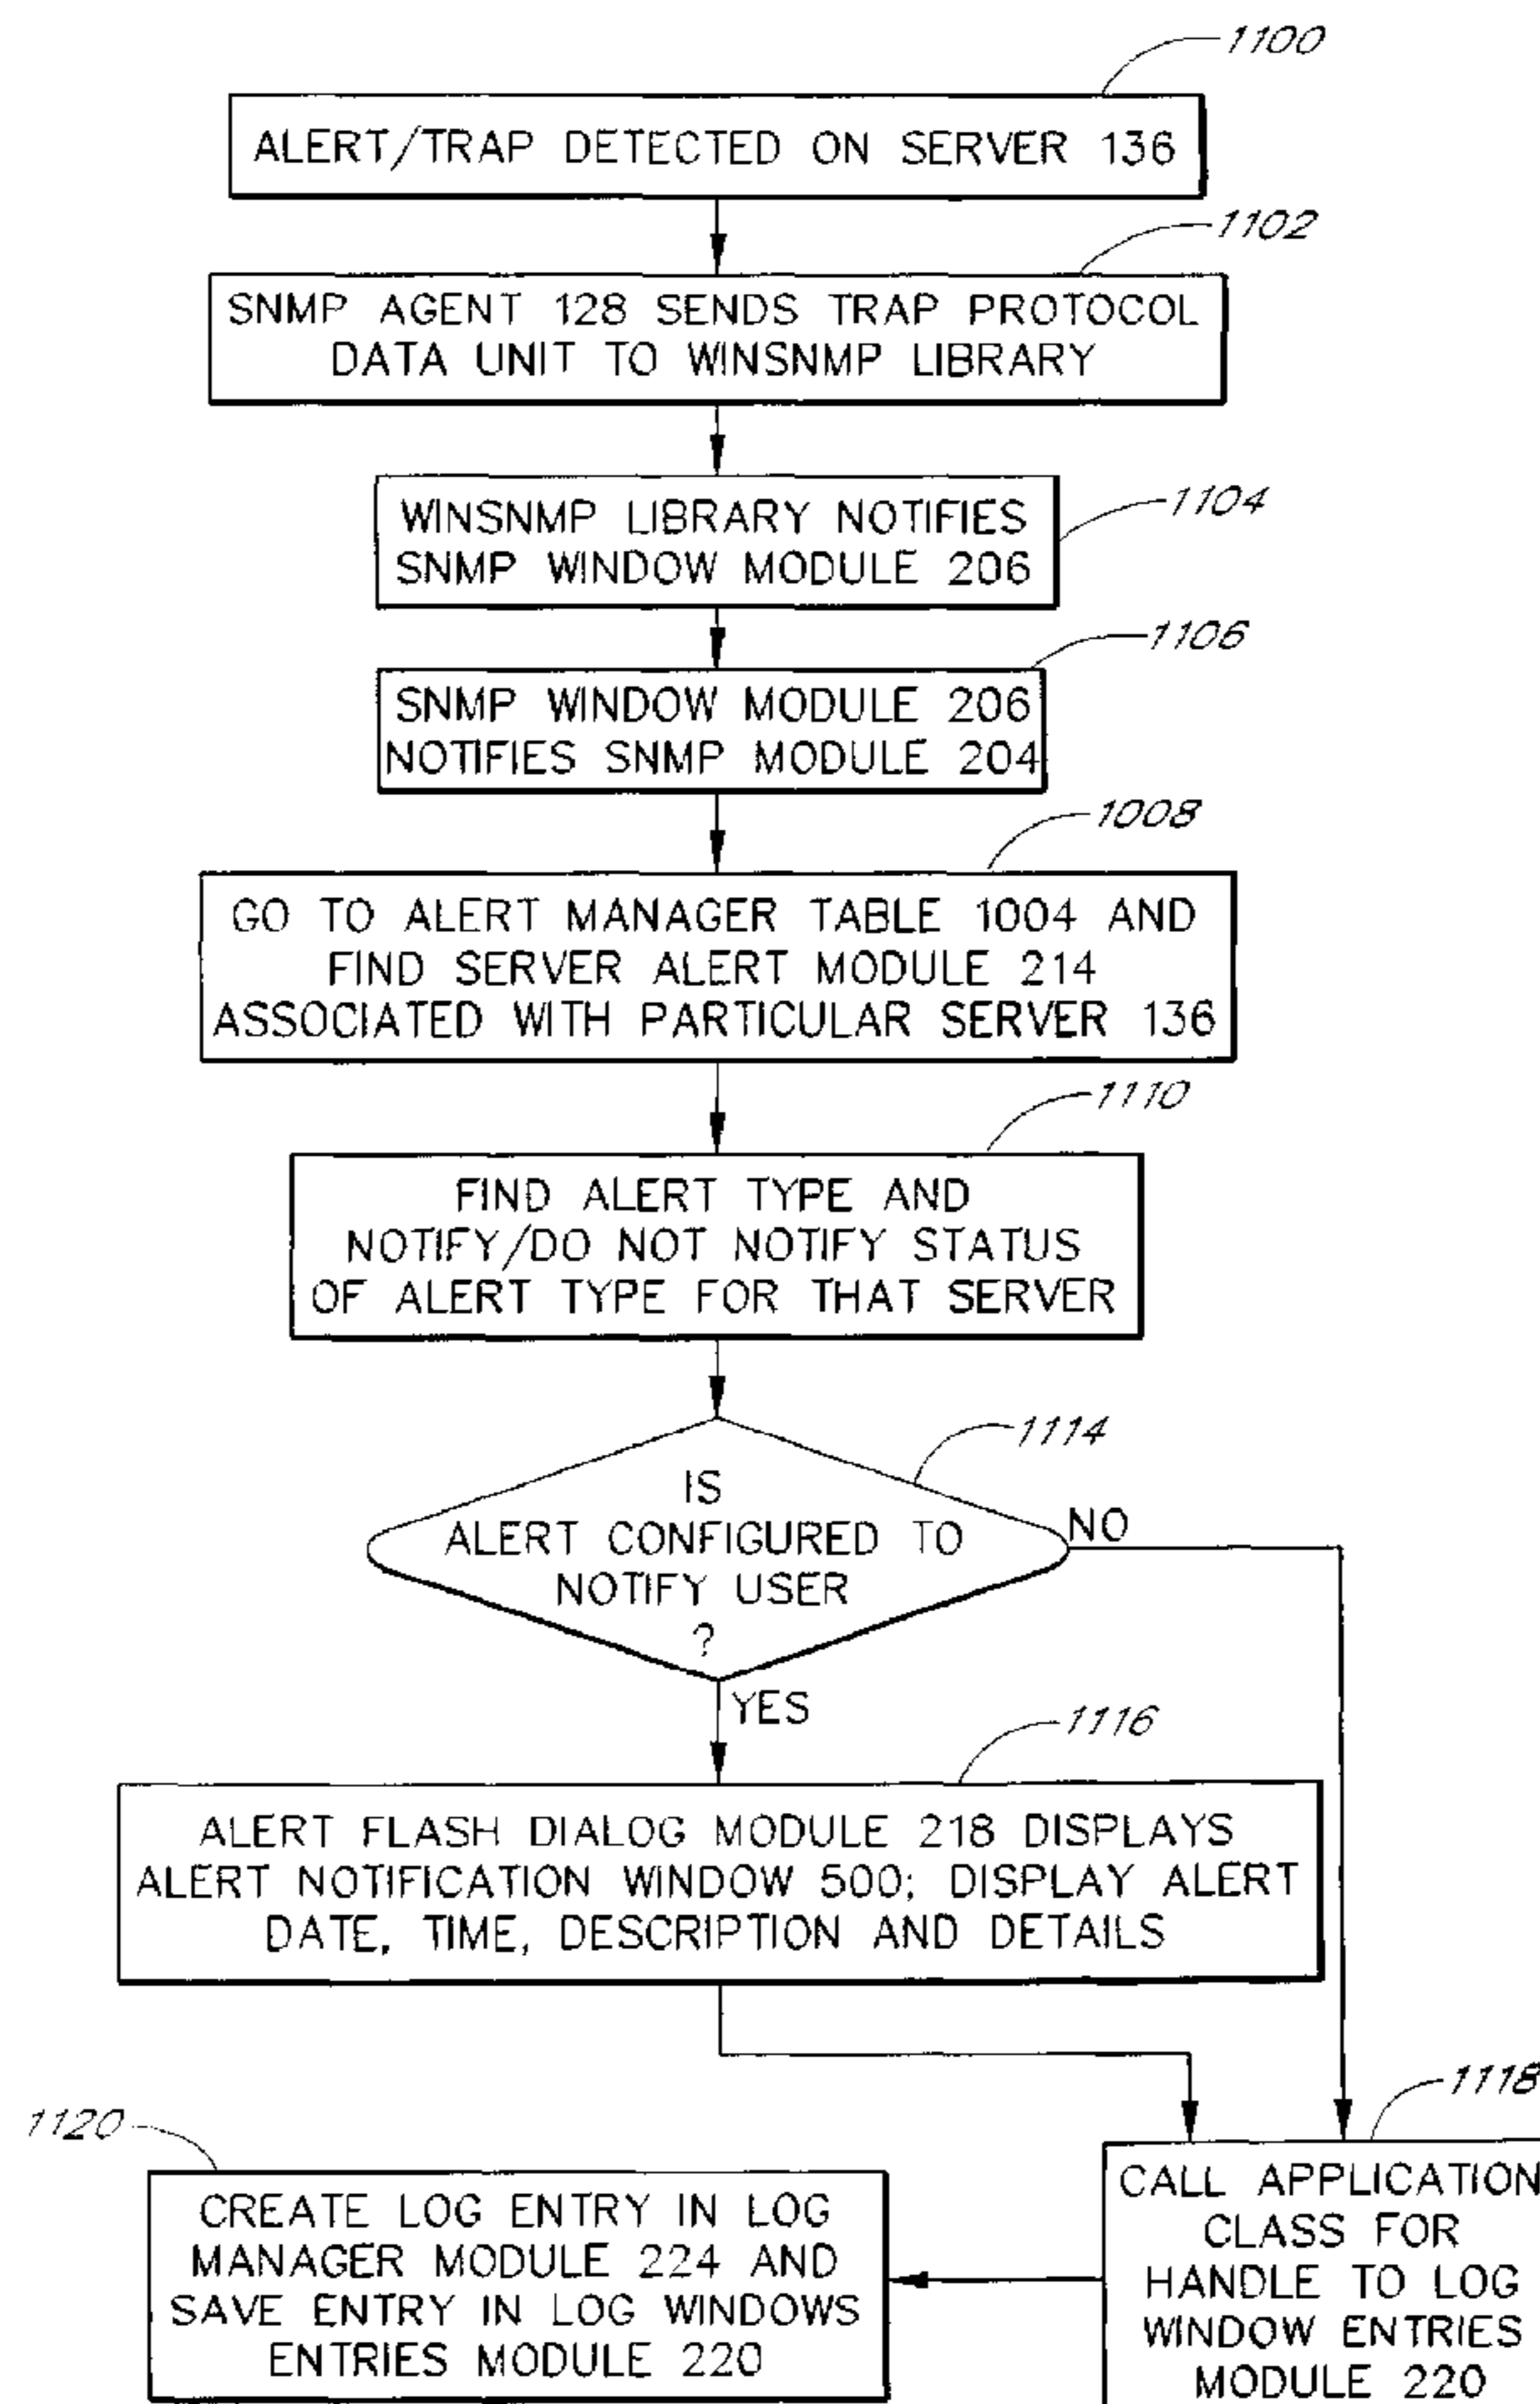 1100
ALERT/TRAP DETECTED ON SERVER 136
1102
SNMP AGENT 128 SENDS TRAP PROTOCOL
DATA UNIT TO WINSNMP LIBRARY
1104
WINSNMP LIBRARY NOTIFIES
SNMP WINDOW MODULE 206
1106
SNMP WINDOW MODULE 206
NOTIFIES SNMP MODULE 204
1008
GO TO ALERT MANAGER TABLE 1004 AND
FIND SERVER ALERT MODULE 214
ASSOCIATED WITH PARTICULAR SERVER 136
1110
FIND ALERT TYPE AND
NOTIFY/DO NOT NOTIFY STATUS
OF ALERT TYPE FOR THAT SERVER
1114
IS
ALERT CONFIGURED TO
NOTIFY USER
?
NO
YES
1116
ALERT FLASH DIALOG MODULE 218 DISPLAYS
ALERT NOTIFICATION WINDOW 500; DISPLAY ALERT
DATE, TIME, DESCRIPTION AND DETAILS
1118
CALL APPLICATION
CLASS FOR
HANDLE TO LOG
WINDOW ENTRIES
MODULE 220
1120
CREATE LOG ENTRY IN LOG
MANAGER MODULE 224 AND
SAVE ENTRY IN LOG WINDOWS
ENTRIES MODULE 220